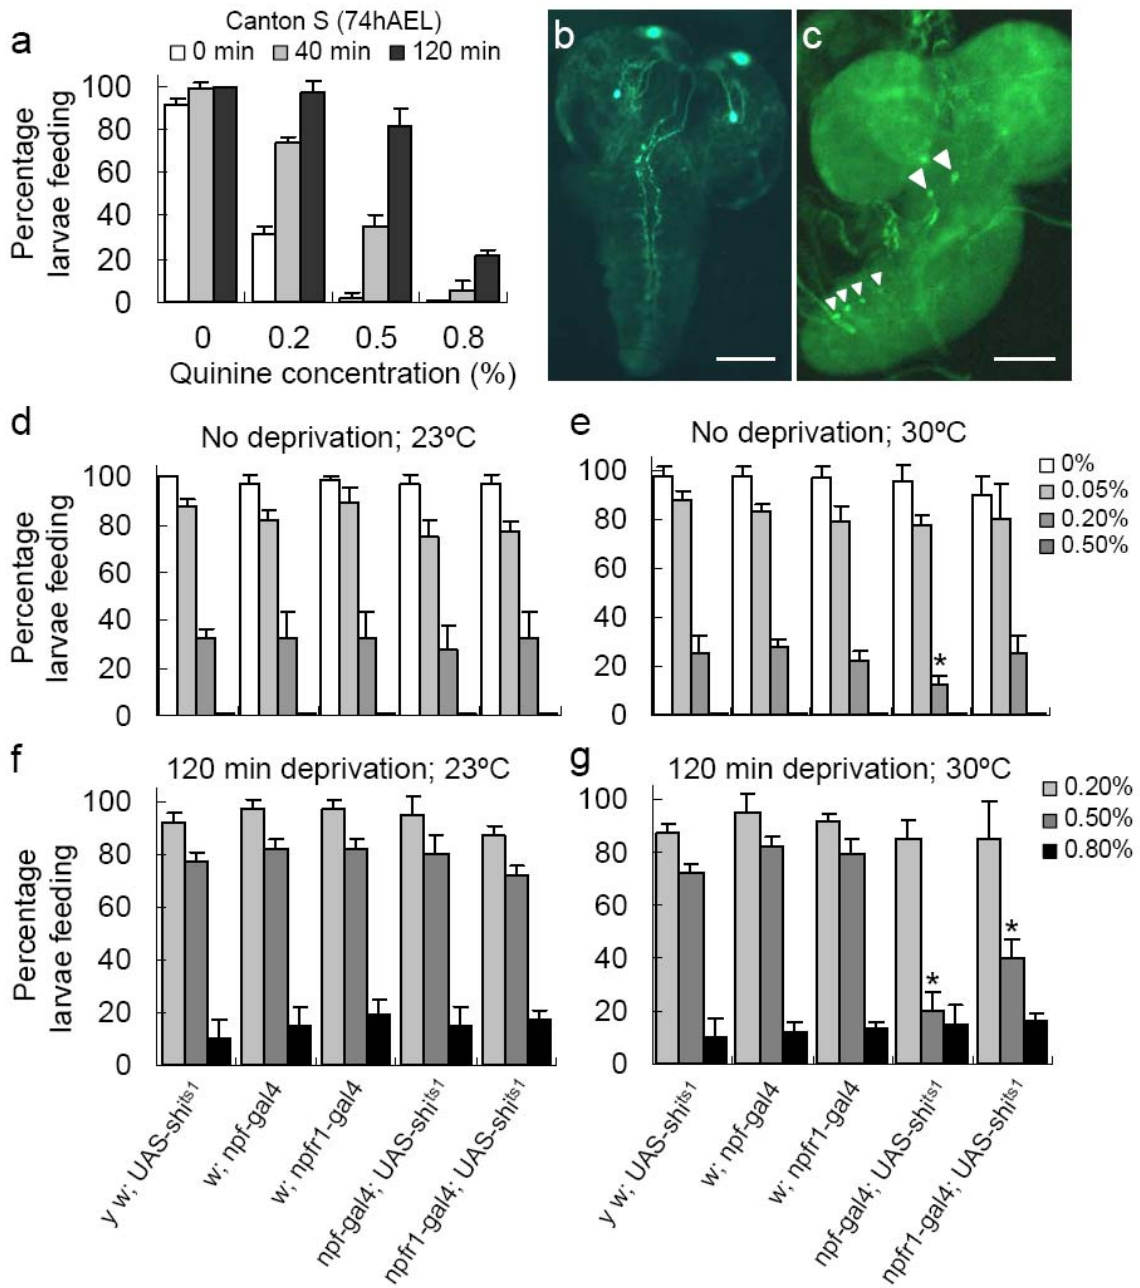 a
Canton S (74hAEL)
0 min 40 min 120 min
Percentage
larvae feeding
100
80
60
40
20
0
0 0.2 0.5 0.8
Quinine concentration (%)
b
c
d
No deprivation; 23ºC
Percentage
larvae feeding
100
80
60
40
20
0
e
No deprivation; 30ºC
100
80
60
40
20
0
*
0%
0.05%
0.20%
0.50%
f
120 min deprivation; 23ºC
Percentage
larvae feeding
100
80
60
40
20
0
y w; UAS-shiᵗˢ¹
w; npf-gal4
w; npfr1-gal4
npf-gal4; UAS-shiᵗˢ¹
npfr1-gal4; UAS-shiᵗˢ¹
g
120 min deprivation; 30ºC
100
80
60
40
20
0
*
*
0.20%
0.50%
0.80%
y w; UAS-shiᵗˢ¹
w; npf-gal4
w; npfr1-gal4
npf-gal4; UAS-shiᵗˢ¹
npfr1-gal4; UAS-shiᵗˢ¹